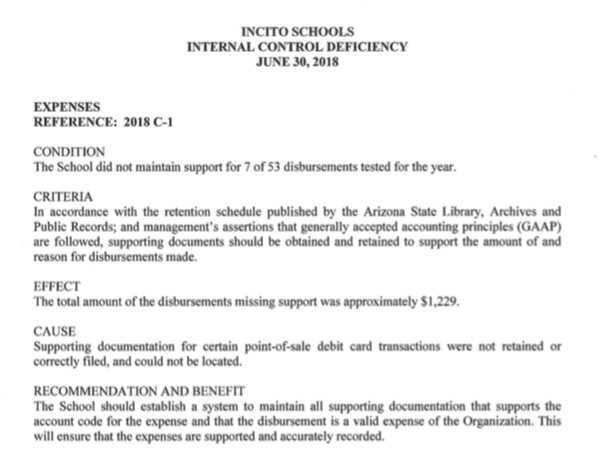 INCITO SCHOOLS
INTERNAL CONTROL DEFICIENCY
JUNE 30, 2018
EXPENSES
REFERENCE: 2018 C-1
CONDITION
The School did not maintain support for 7 of 53 disbursements tested for the year.
CRITERIA
In accordance with the retention schedule published by the Arizona State Library, Archives and
Public Records; and management's assertions that generally accepted accounting principles (GAAP)
are followed, supporting documents should be obtained and retained to support the amount of and
reason for disbursements made.
EFFECT
The total amount of the disbursements missing support was approximately $1,229.
CAUSE
Supporting documentation for certain point-of-sale debit card transactions were not retained or
correctly filed, and could not be located.
RECOMMENDATION AND BENEFIT
The School should establish a system to maintain all supporting documentation that supports the
account code for the expense and that the disbursement is a valid expense of the Organization. This
will ensure that the expenses are supported and accurately recorded.